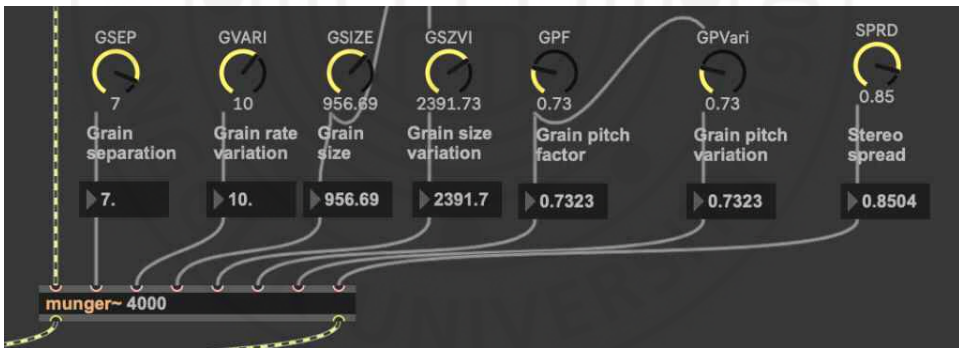 GSEP GVARI GSIZE GSZVI GPF GPVari SPRD
7 10 956.69 2391.73 0.73 0.73 0.85
Grain separation
Grain rate variation
Grain size
Grain size variation
Grain pitch factor
Grain pitch variation
Stereo spread
7. 10. 956.69 2391.7 0.7323 0.7323 0.8504
munger~ 4000
UNIVERSI